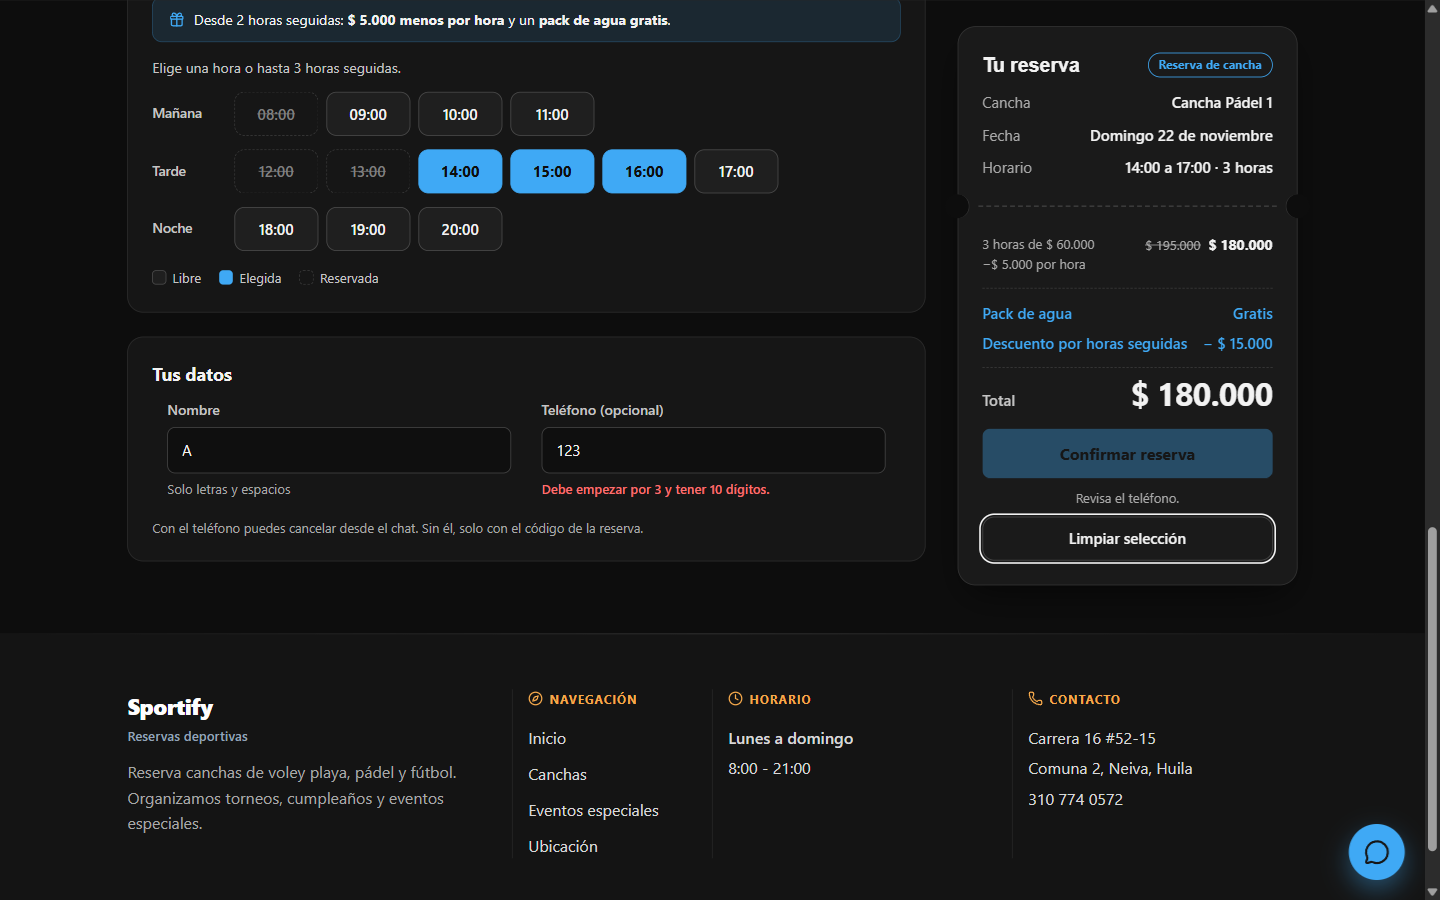 Desde 2 horas seguidas: $ 5.000 menos por hora y un pack de agua gratis.
Elige una hora o hasta 3 horas seguidas.
Mañana 08:00 09:00 10:00 11:00
Tarde 12:00 13:00 14:00 15:00 16:00 17:00
Noche 18:00 19:00 20:00
Libre Elegida Reservada
Tus datos
Nombre Teléfono (opcional)
A 123
Solo letras y espacios Debe empezar por 3 y tener 10 dígitos.
Con el teléfono puedes cancelar desde el chat. Sin él, solo con el código de la reserva.
Tu reserva Reserva de cancha
Cancha Cancha Pádel 1
Fecha Domingo 22 de noviembre
Horario 14:00 a 17:00 · 3 horas
3 horas de $ 60.000 $ 195.000 $ 180.000
−$ 5.000 por hora
Pack de agua Gratis
Descuento por horas seguidas − $ 15.000
Total $ 180.000
Confirmar reserva
Revisa el teléfono.
Limpiar selección
Sportify
Reservas deportivas
Reserva canchas de voley playa, pádel y fútbol.
Organizamos torneos, cumpleaños y eventos
especiales.
NAVEGACIÓN
Inicio
Canchas
Eventos especiales
Ubicación
HORARIO
Lunes a domingo
8:00 - 21:00
CONTACTO
Carrera 16 #52-15
Comuna 2, Neiva, Huila
310 774 0572